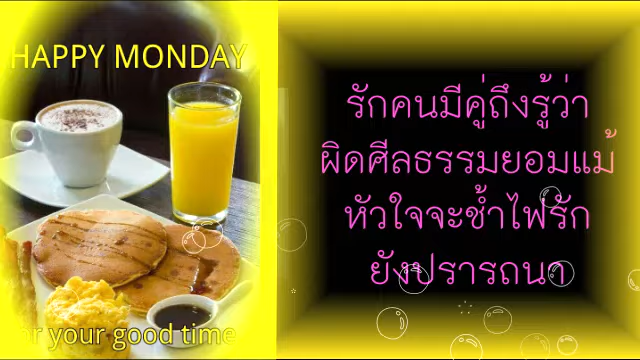 HAPPY MONDAY
or your good time
รักคนมีคู่ถึงรู้ว่า
ผิดศีลธรรมยอมแม้
หัวใจจะช้ำไฟรัก
ยังปรารถนา